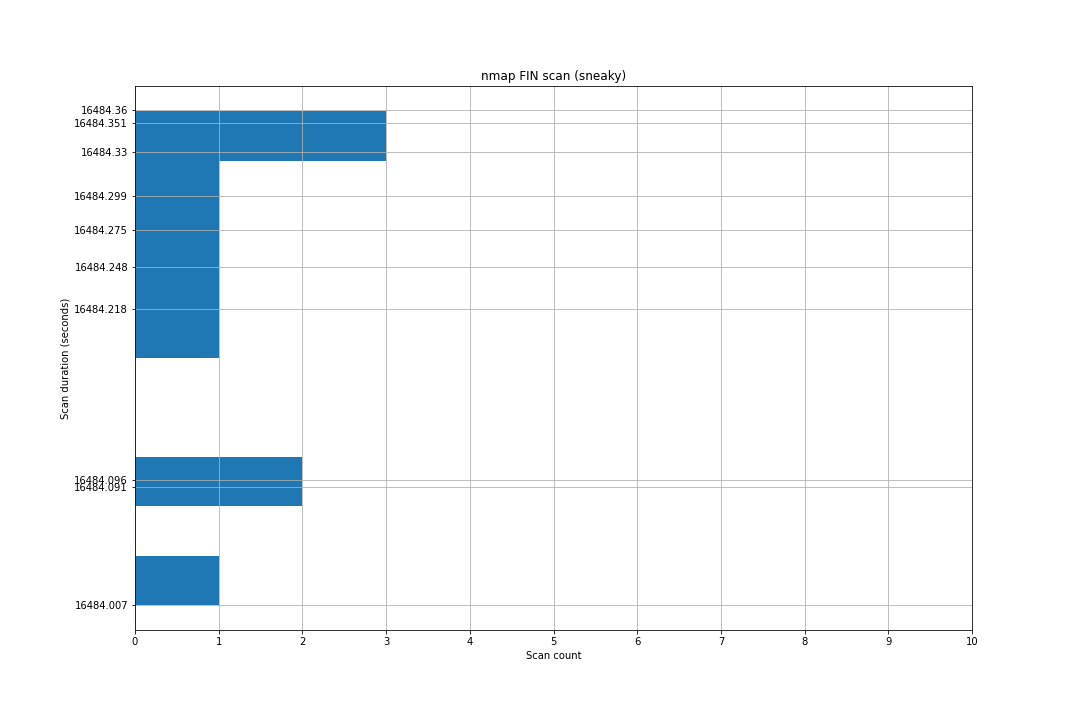 nmap FIN scan (sneaky)
16484.36
16484.351
16484.33
16484.299
16484.275
16484.248
16484.218
16484.096
16484.091
16484.007
Scan duration (seconds)
0 1 2 3 4 5 6 7 8 9 10
Scan count